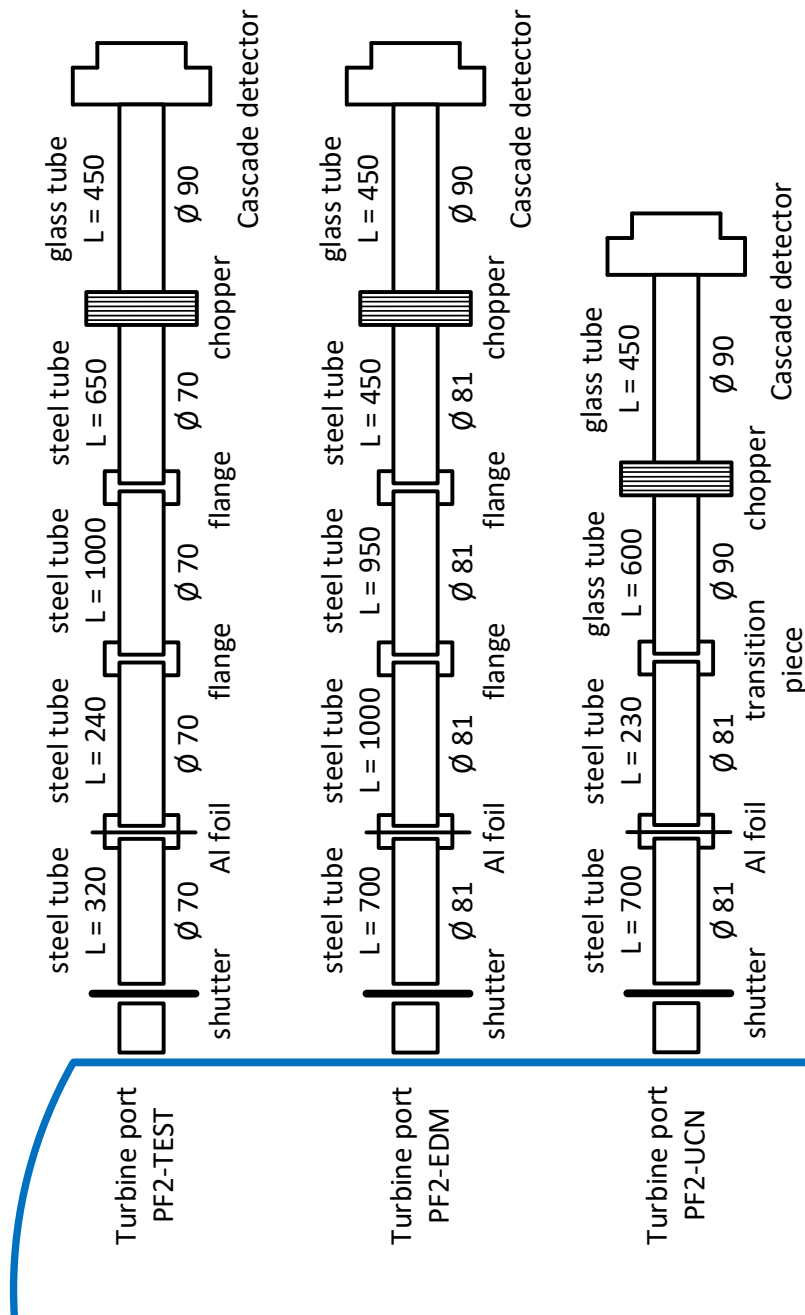 Turbine port
PF2-TEST
shutter
steel tube
L = 320
Ø 70
Al foil
steel tube
L = 240
Ø 70
flange
steel tube
L = 1000
Ø 70
flange
steel tube
L = 650
Ø 70
chopper
glass tube
L = 450
Ø 90
Cascade detector
Turbine port
PF2-EDM
shutter
steel tube
L = 700
Ø 81
Al foil
steel tube
L = 1000
Ø 81
flange
steel tube
L = 950
Ø 81
flange
steel tube
L = 450
Ø 81
chopper
glass tube
L = 450
Ø 90
Cascade detector
Turbine port
PF2-UCN
shutter
steel tube
L = 700
Ø 81
Al foil
steel tube
L = 230
Ø 81
transition
piece
glass tube
L = 600
Ø 90
chopper
glass tube
L = 450
Ø 90
Cascade detector